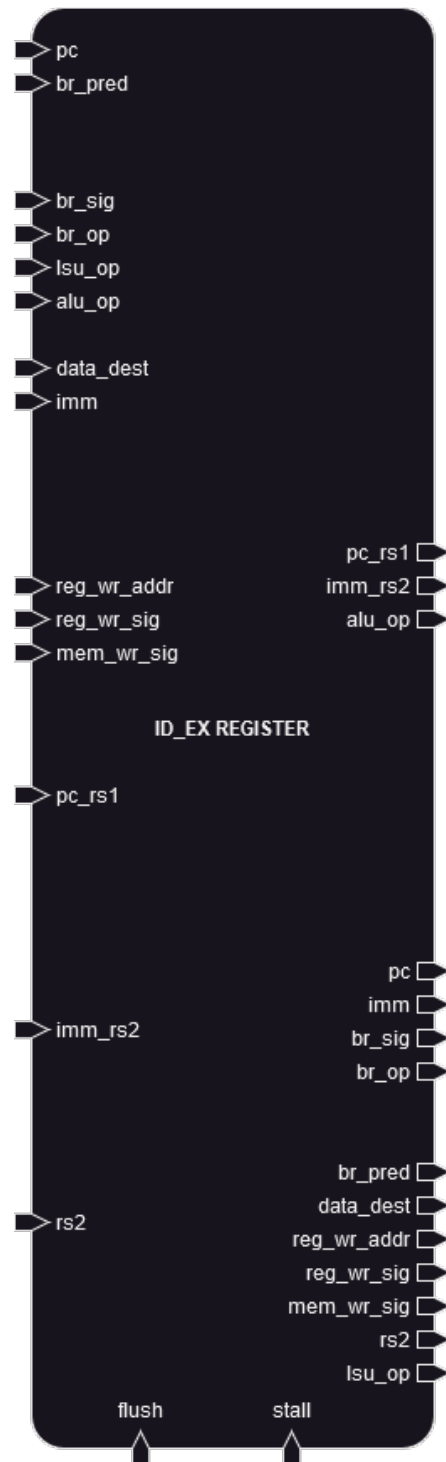 pc
br_pred
br_sig
br_op
lsu_op
alu_op
data_dest
imm
pc_rs1
reg_wr_addr
imm_rs2
reg_wr_sig
alu_op
mem_wr_sig
ID_EX REGISTER
pc_rs1
pc
imm
imm_rs2
br_sig
br_op
br_pred
data_dest
rs2
reg_wr_addr
reg_wr_sig
mem_wr_sig
rs2
lsu_op
flush stall